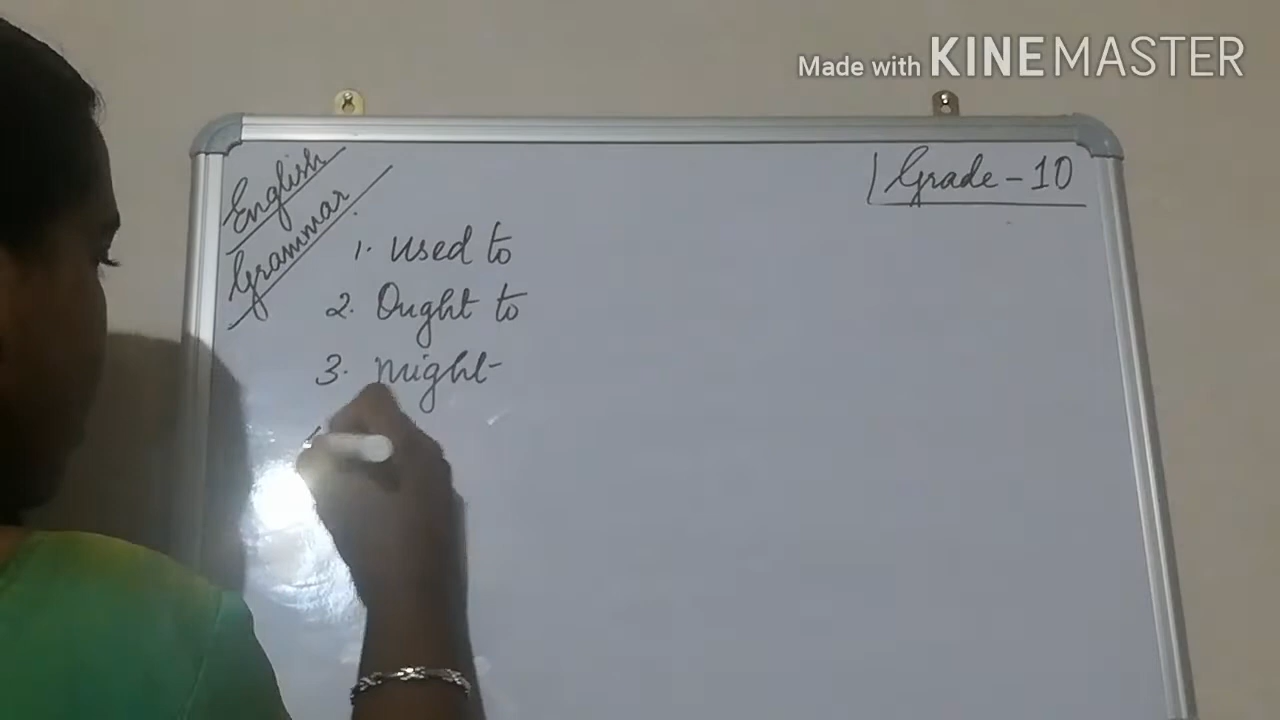 Made with KINEMASTER
English
Grammar
Grade - 10
1. Used to
2. Ought to
3. Might